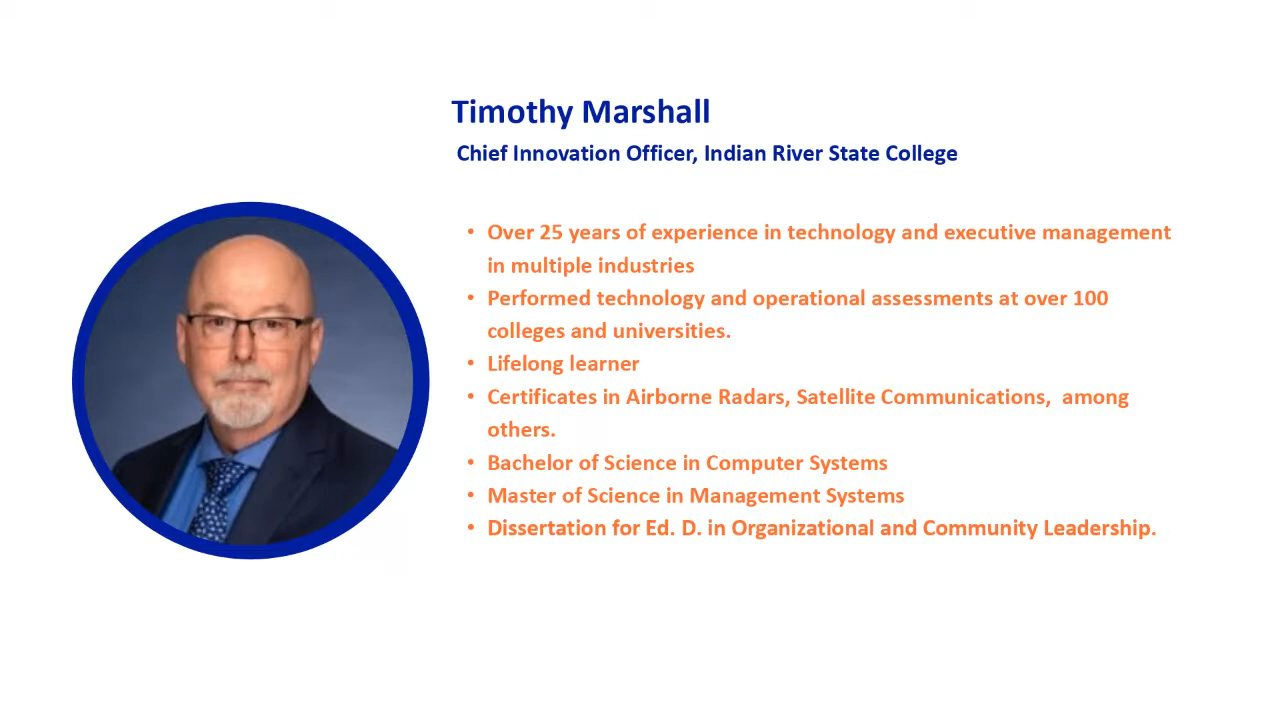 Timothy Marshall
Chief Innovation Officer, Indian River State College
• Over 25 years of experience in technology and executive management
in multiple industries
• Performed technology and operational assessments at over 100
colleges and universities.
• Lifelong learner
• Certificates in Airborne Radars, Satellite Communications,  among
others.
• Bachelor of Science in Computer Systems
• Master of Science in Management Systems
• Dissertation for Ed. D. in Organizational and Community Leadership.